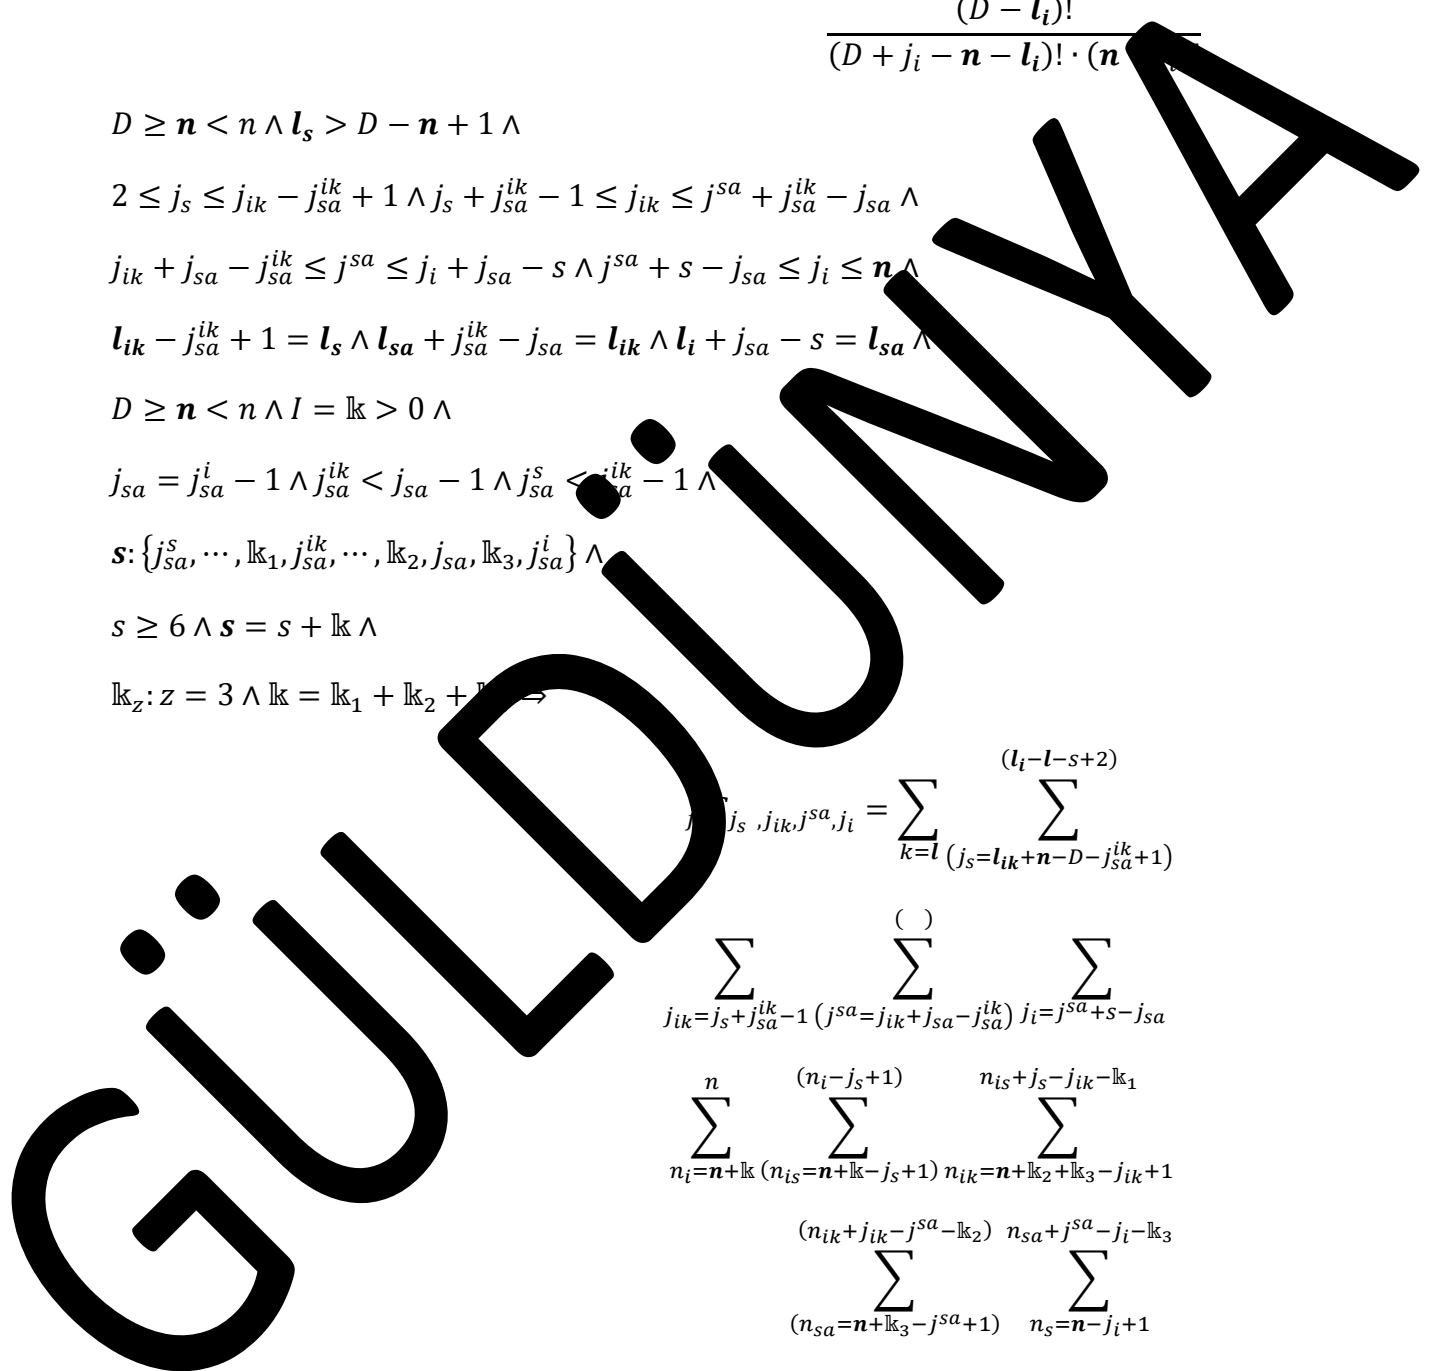 (D − l_i)!
(D + j_i − n − l_i)! · (n
D ≥ n < n ∧ l_s > D − n + 1 ∧
2 ≤ j_s ≤ j_ik − j_sa^ik + 1 ∧ j_s + j_sa^ik − 1 ≤ j_ik ≤ j^sa + j_sa^ik − j_sa ∧
j_ik + j_sa − j_sa^ik ≤ j^sa ≤ j_i + j_sa − s ∧ j^sa + s − j_sa ≤ j_i ≤ n ∧
l_ik − j_sa^ik + 1 = l_s ∧ l_sa + j_sa^ik − j_sa = l_ik ∧ l_i + j_sa − s = l_sa ∧
D ≥ n < n ∧ I = 𝕜 > 0 ∧
j_sa = j_sa^i − 1 ∧ j_sa^ik < j_sa − 1 ∧ j_sa^s < j_sa^ik − 1 ∧
s: {j_sa^s, ⋯ , 𝕜_1, j_sa^ik, ⋯ , 𝕜_2, j_sa, 𝕜_3, j_sa^i} ∧
s ≥ 6 ∧ s = s + 𝕜 ∧
𝕜_z: z = 3 ∧ 𝕜 = 𝕜_1 + 𝕜_2 + ⇒
(l_i−l−s+2)
j_s ,j_ik,j^sa,j_i = ∑ ∑
k=l (j_s=l_ik+n−D−j_sa^ik+1)
( )
∑ ∑ ∑
j_ik=j_s+j_sa^ik−1 (j^sa=j_ik+j_sa−j_sa^ik) j_i=j^sa+s−j_sa
n (n_i−j_s+1) n_is+j_s−j_ik−𝕜_1
∑ ∑ ∑
n_i=n+𝕜 (n_is=n+𝕜−j_s+1) n_ik=n+𝕜_2+𝕜_3−j_ik+1
(n_ik+j_ik−j^sa−𝕜_2) n_sa+j^sa−j_i−𝕜_3
∑ ∑
(n_sa=n+𝕜_3−j^sa+1) n_s=n−j_i+1
GÜLDÜNYA